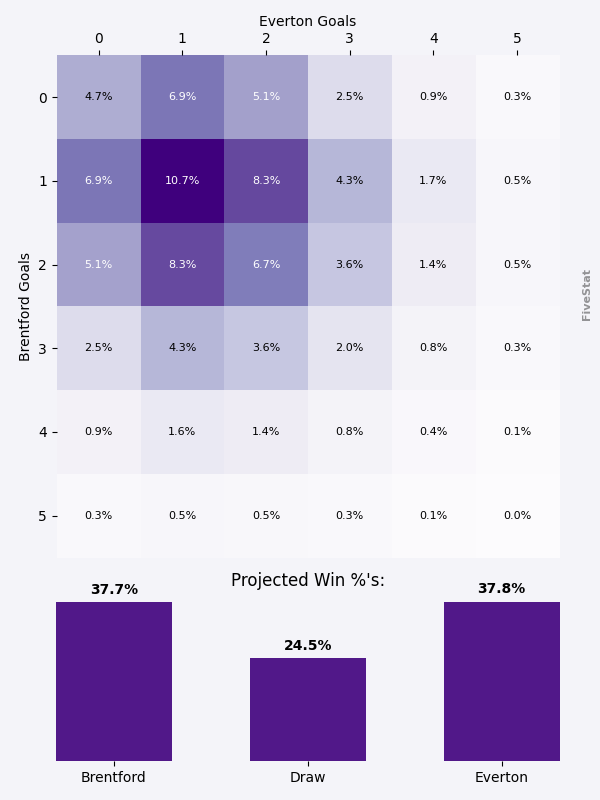 Everton Goals
0 1 2 3 4 5
0 4.7% 6.9% 5.1% 2.5% 0.9% 0.3%
1 6.9% 10.7% 8.3% 4.3% 1.7% 0.5%
2 5.1% 8.3% 6.7% 3.6% 1.4% 0.5%
3 2.5% 4.3% 3.6% 2.0% 0.8% 0.3%
4 0.9% 1.6% 1.4% 0.8% 0.4% 0.1%
5 0.3% 0.5% 0.5% 0.3% 0.1% 0.0%
Brentford Goals
FiveStat
Projected Win %'s:
37.7% 24.5% 37.8%
Brentford Draw Everton